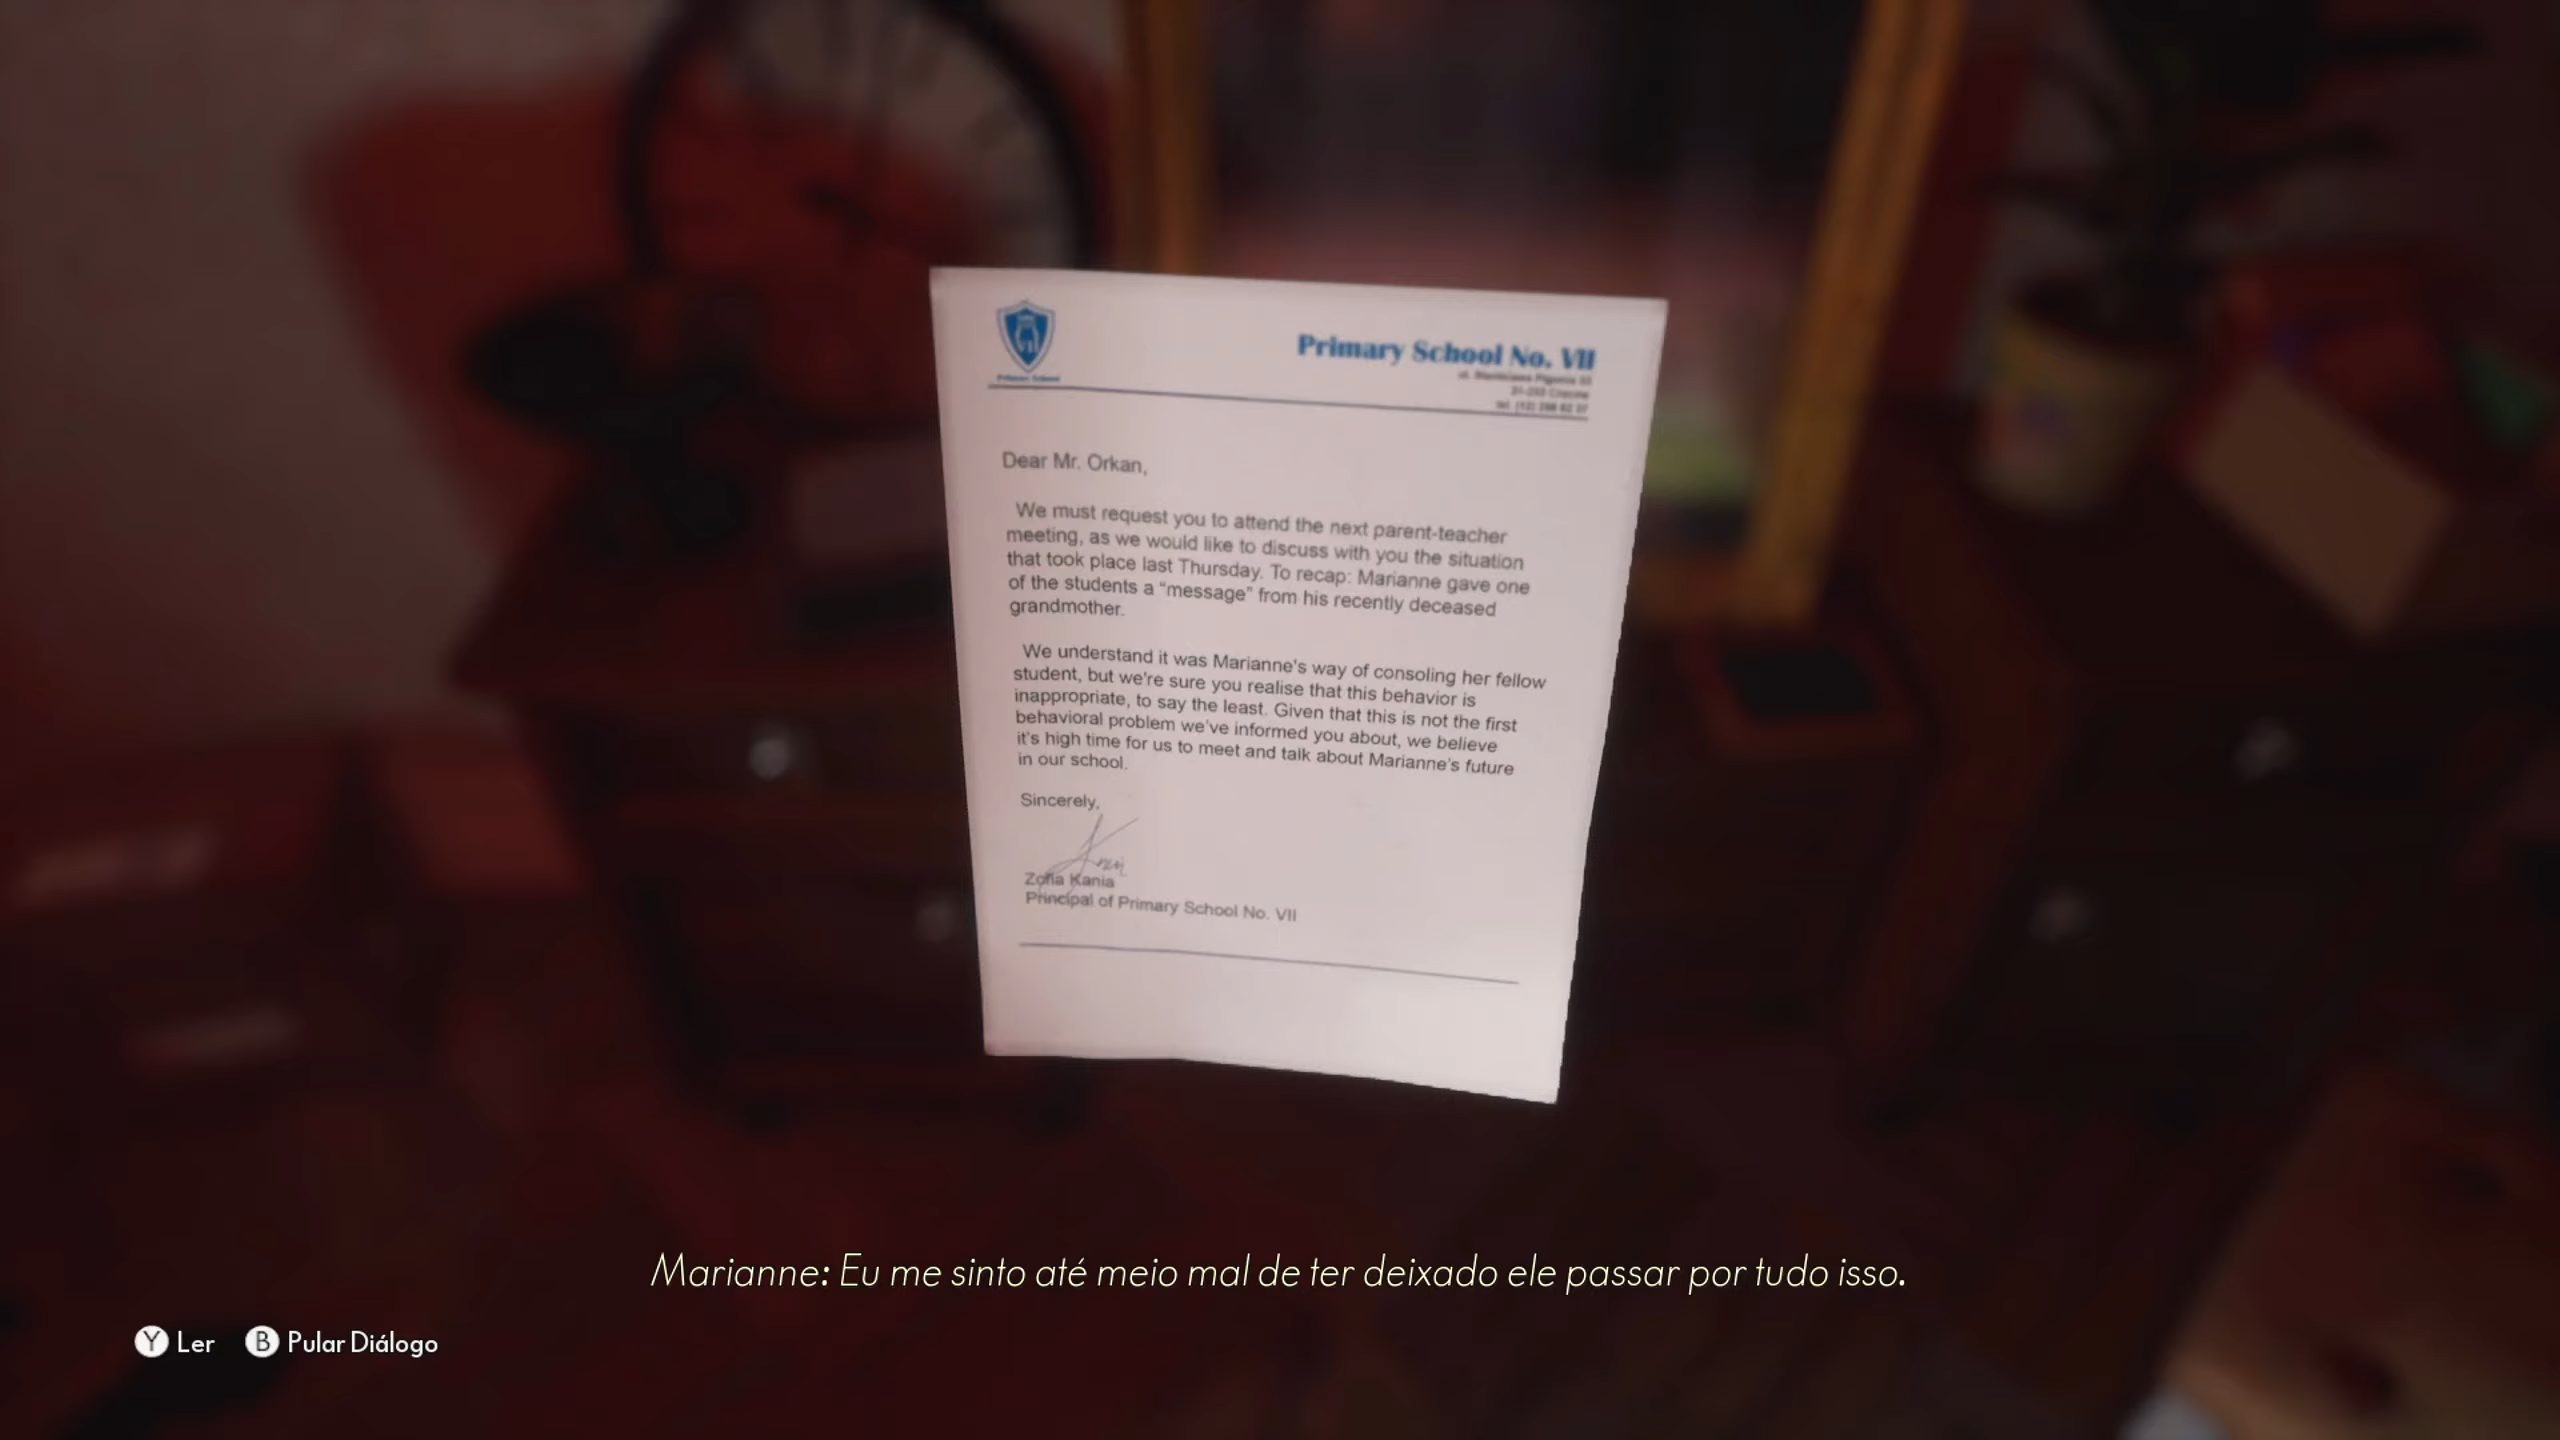 Primary School No. VII
Primary School
Dear Mr. Orkan,
We must request you to attend the next parent-teacher
meeting, as we would like to discuss with you the situation
that took place last Thursday. To recap: Marianne gave one
of the students a "message" from his recently deceased
grandmother.
We understand it was Marianne's way of consoling her fellow
student, but we're sure you realise that this behavior is
inappropriate, to say the least. Given that this is not the first
behavioral problem we've informed you about, we believe
it's high time for us to meet and talk about Marianne's future
in our school.
Sincerely,
Zofia Kania
Principal of Primary School No. VII
Marianne: Eu me sinto até meio mal de ter deixado ele passar por tudo isso.
Y Ler B Pular Diálogo